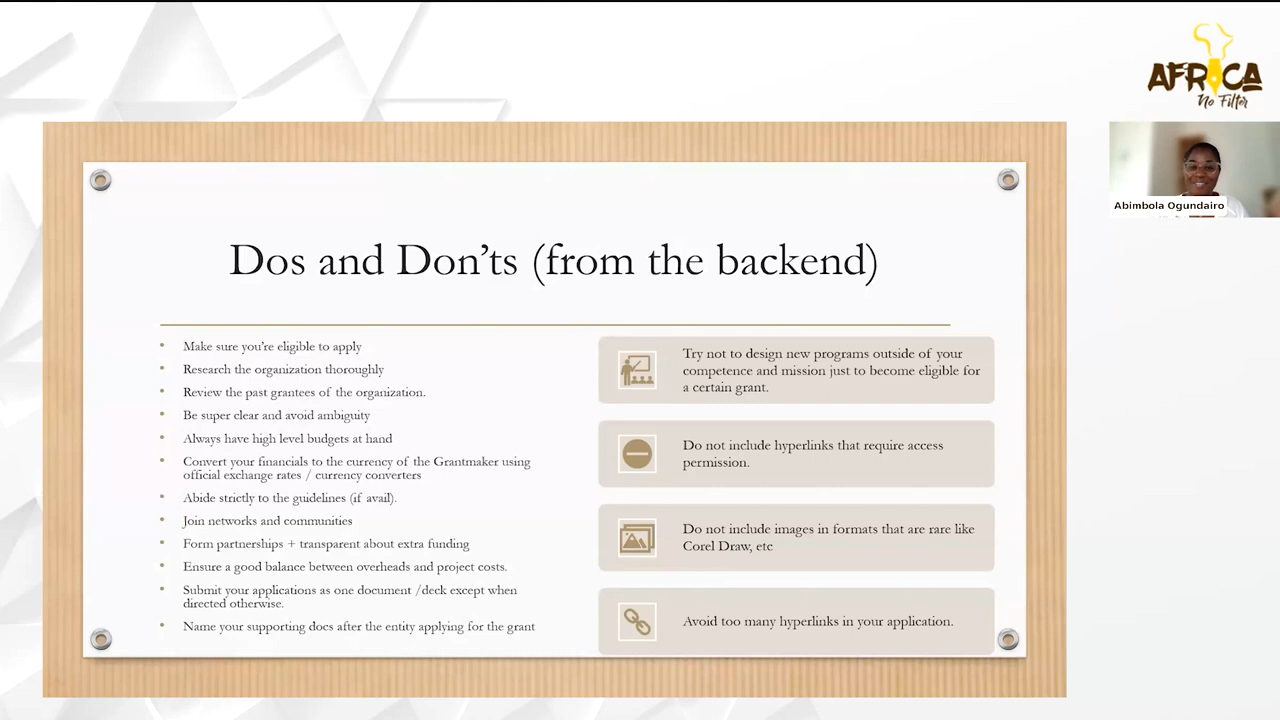 AFRICA
No Filter
Abimbola Ogundairo
Dos and Don'ts (from the backend)
• Make sure you're eligible to apply
• Research the organization thoroughly
• Review the past grantees of the organization.
• Be super clear and avoid ambiguity
• Always have high level budgets at hand
• Convert your financials to the currency of the Grantmaker using
official exchange rates / currency converters
• Abide strictly to the guidelines (if avail).
• Join networks and communities
• Form partnerships + transparent about extra funding
• Ensure a good balance between overheads and project costs.
• Submit your applications as one document /deck except when
directed otherwise.
• Name your supporting docs after the entity applying for the grant
Try not to design new programs outside of your
competence and mission just to become eligible for
a certain grant.
Do not include hyperlinks that require access
permission.
Do not include images in formats that are rare like
Corel Draw, etc
Avoid too many hyperlinks in your application.